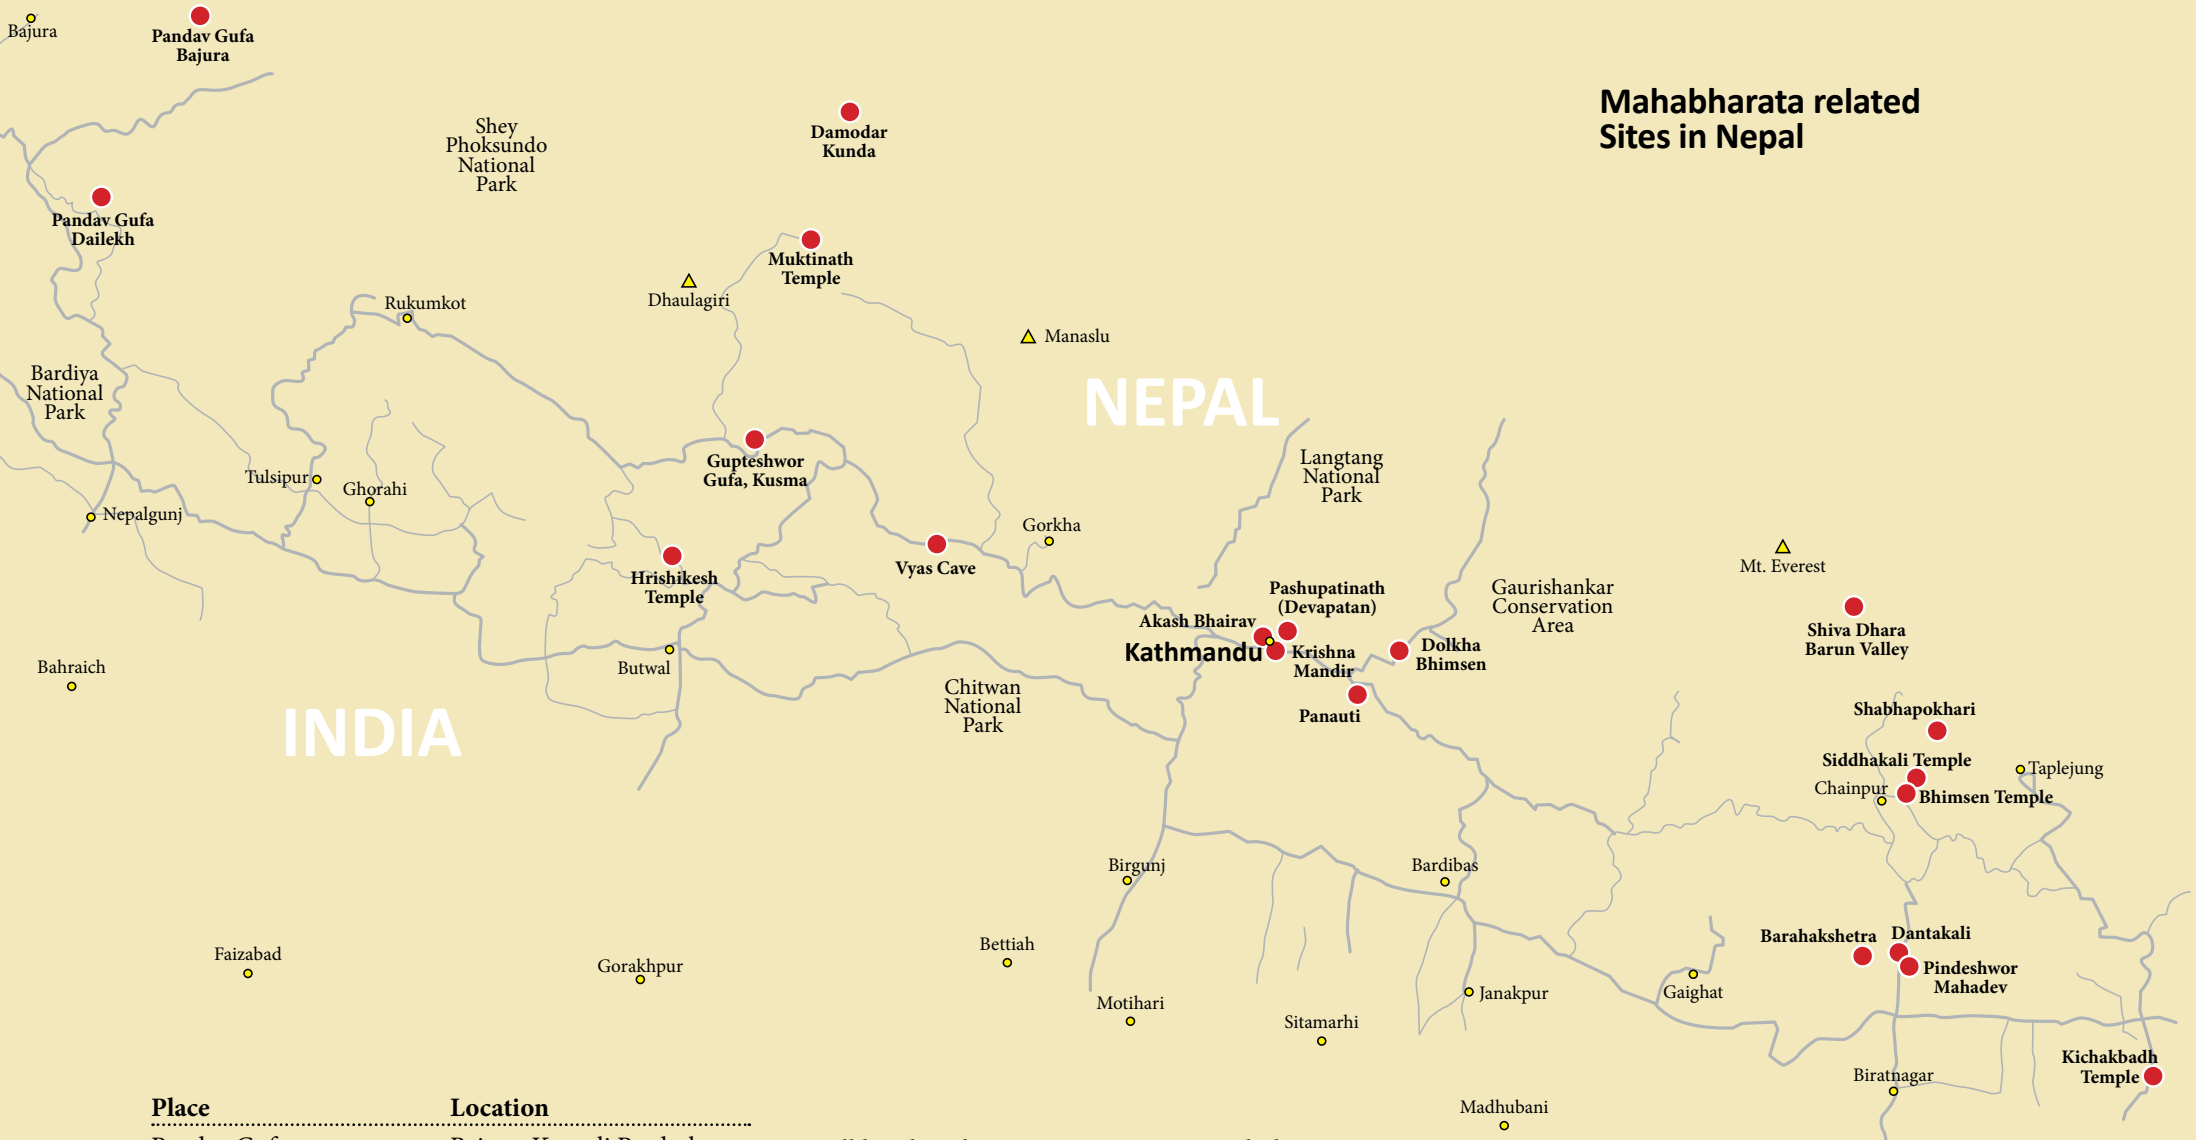 Bajura
Pandav Gufa
Bajura
Mahabharata related
Sites in Nepal
Shey
Phoksundo
National
Park
Damodar
Kunda
Pandav Gufa
Dailekh
Muktinath
Temple
Dhaulagiri
Rukumkot
Manaslu
Bardiya
National
Park
NEPAL
Gupteshwor
Gufa, Kusma
Langtang
National
Park
Tulsipur
Ghorahi
Nepalgunj
Gorkha
Vyas Cave
Hrishikesh
Temple
Mt. Everest
Pashupatinath
(Devapatan)
Gaurishankar
Conservation
Area
Akash Bhairav
Kathmandu
Krishna
Mandir
Dolkha
Bhimsen
Shiva Dhara
Barun Valley
Bahraich
Butwal
Chitwan
National
Park
Panauti
INDIA
Shabhapokhari
Siddhakali Temple
Taplejung
Chainpur
Bhimsen Temple
Birgunj
Bardibas
Barahakshetra
Dantakali
Pindeshwor
Mahadev
Faizabad
Gorakhpur
Bettiah
Gaighat
Janakpur
Motihari
Sitamarhi
Kichakbadh
Temple
Biratnagar
Madhubani
Place Location